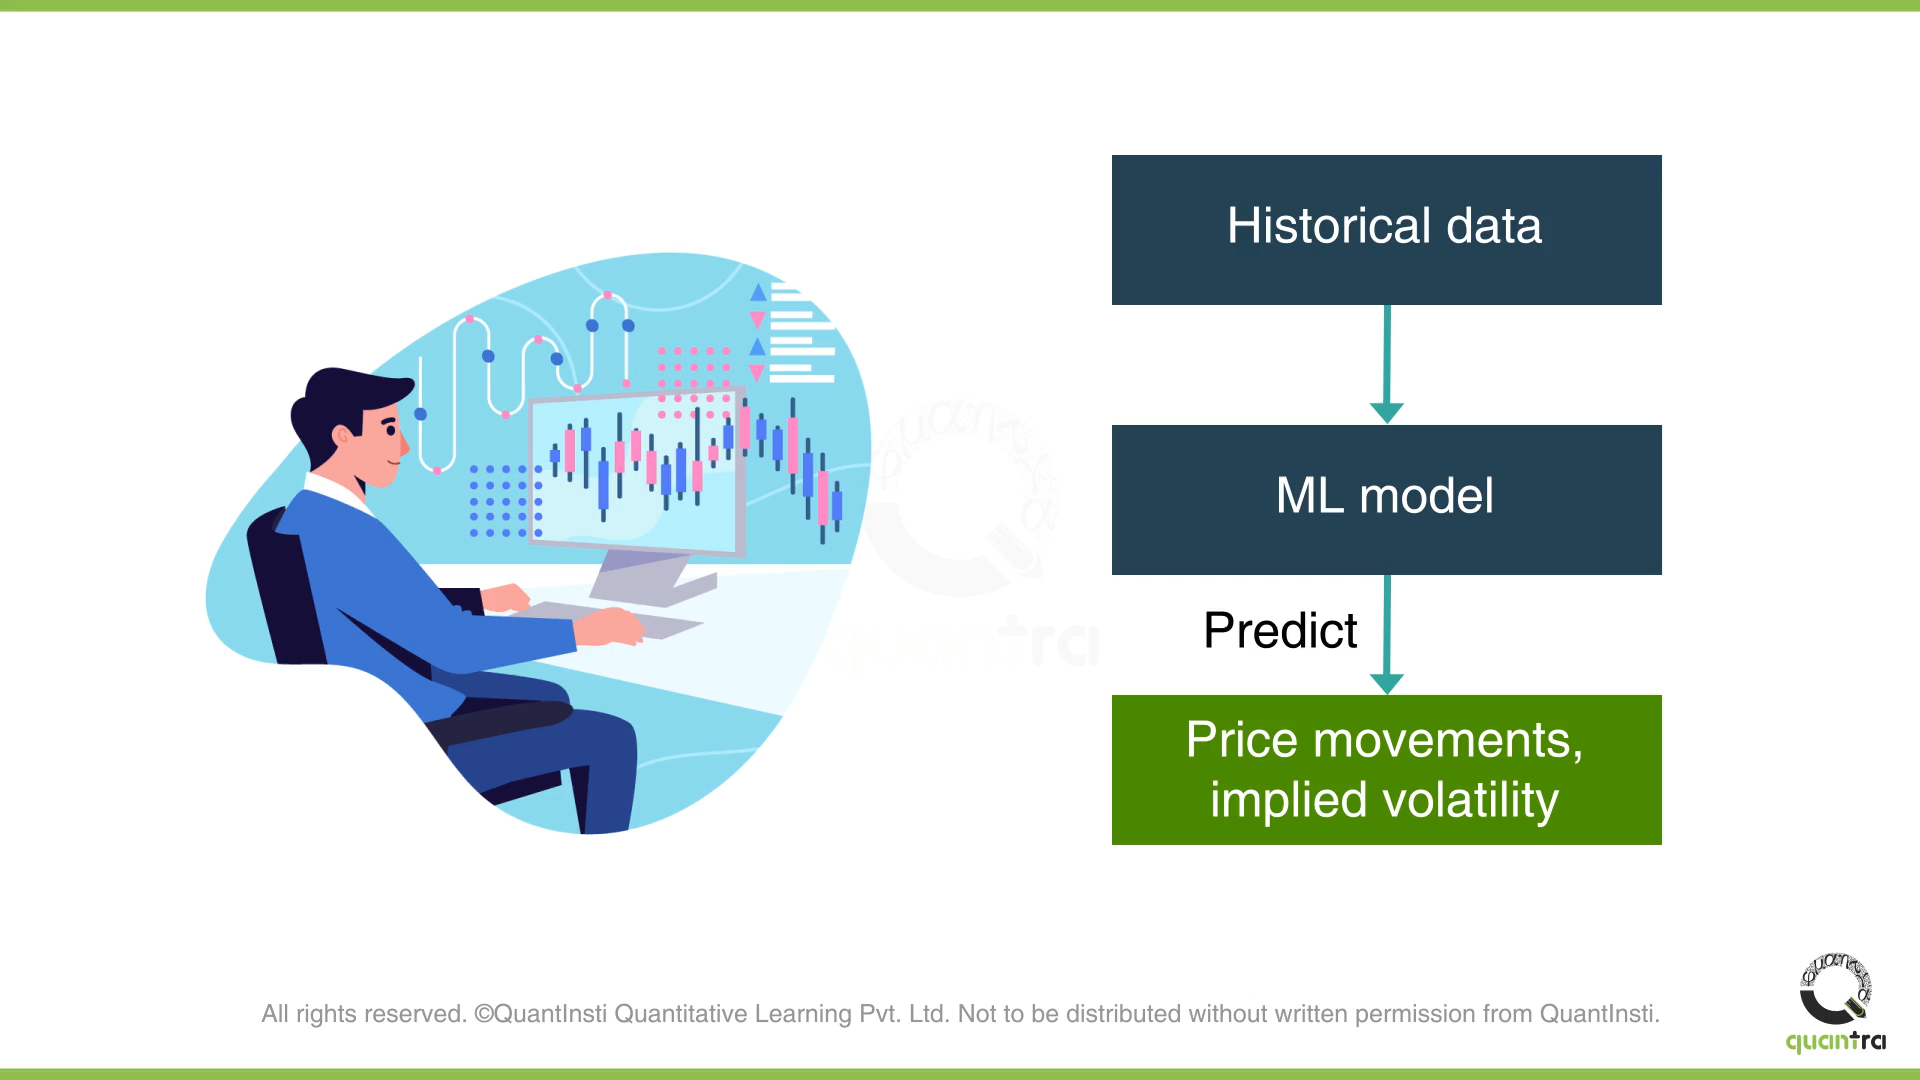 Historical data
ML model
Predict
Price movements,
implied volatility
All rights reserved. ©QuantInsti Quantitative Learning Pvt. Ltd. Not to be distributed without written permission from QuantInsti.
quantra
quantra